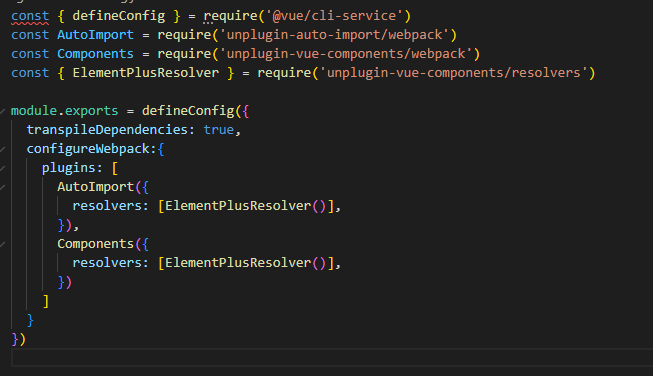 const { defineConfig } = require('@vue/cli-service')
const AutoImport = require('unplugin-auto-import/webpack')
const Components = require('unplugin-vue-components/webpack')
const { ElementPlusResolver } = require('unplugin-vue-components/resolvers')

module.exports = defineConfig({
  transpileDependencies: true,
  configureWebpack:{
    plugins: [
      AutoImport({
        resolvers: [ElementPlusResolver()],
      }),
      Components({
        resolvers: [ElementPlusResolver()],
      })
    ]
  }
})